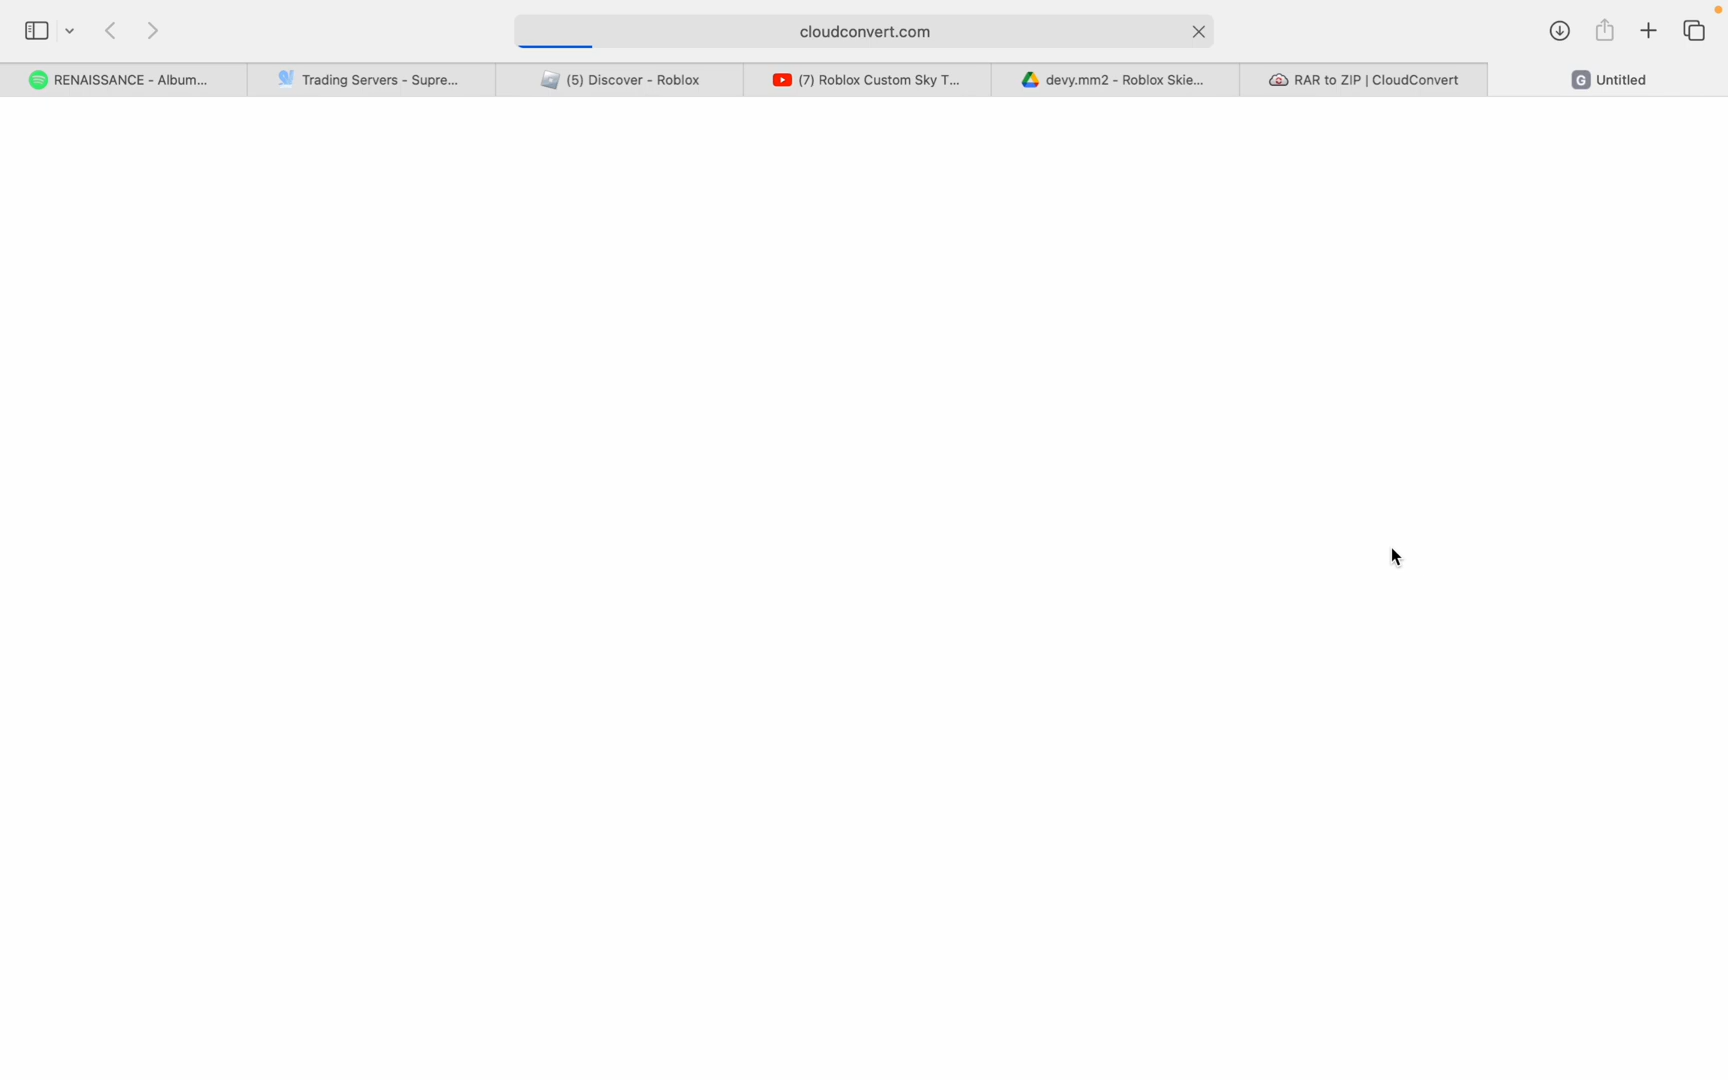 cloudconvert.com
RENAISSANCE - Album...
Trading Servers - Supre...
(5) Discover - Roblox
(7) Roblox Custom Sky T...
devy.mm2 - Roblox Skie...
RAR to ZIP | CloudConvert
G Untitled